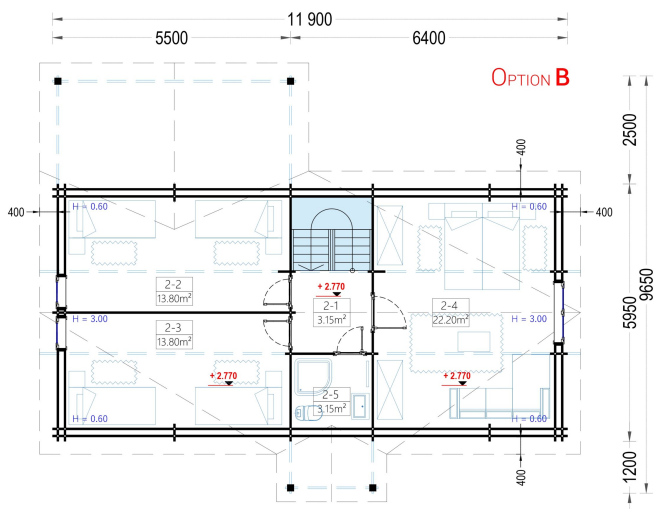 11 900
5500
6400
OPTION B
2500
400
400
H = 0.60
H = 0.60
400
2-2
13.80m²
+ 2.770
2-1
3.15m²
2-4
22.20m²
5950
9650
H = 3.00
2-3
13.80m²
H = 3.00
+ 2.770
+ 2.770
2-5
3.15m²
H = 0.60
H = 0.60
400
1200